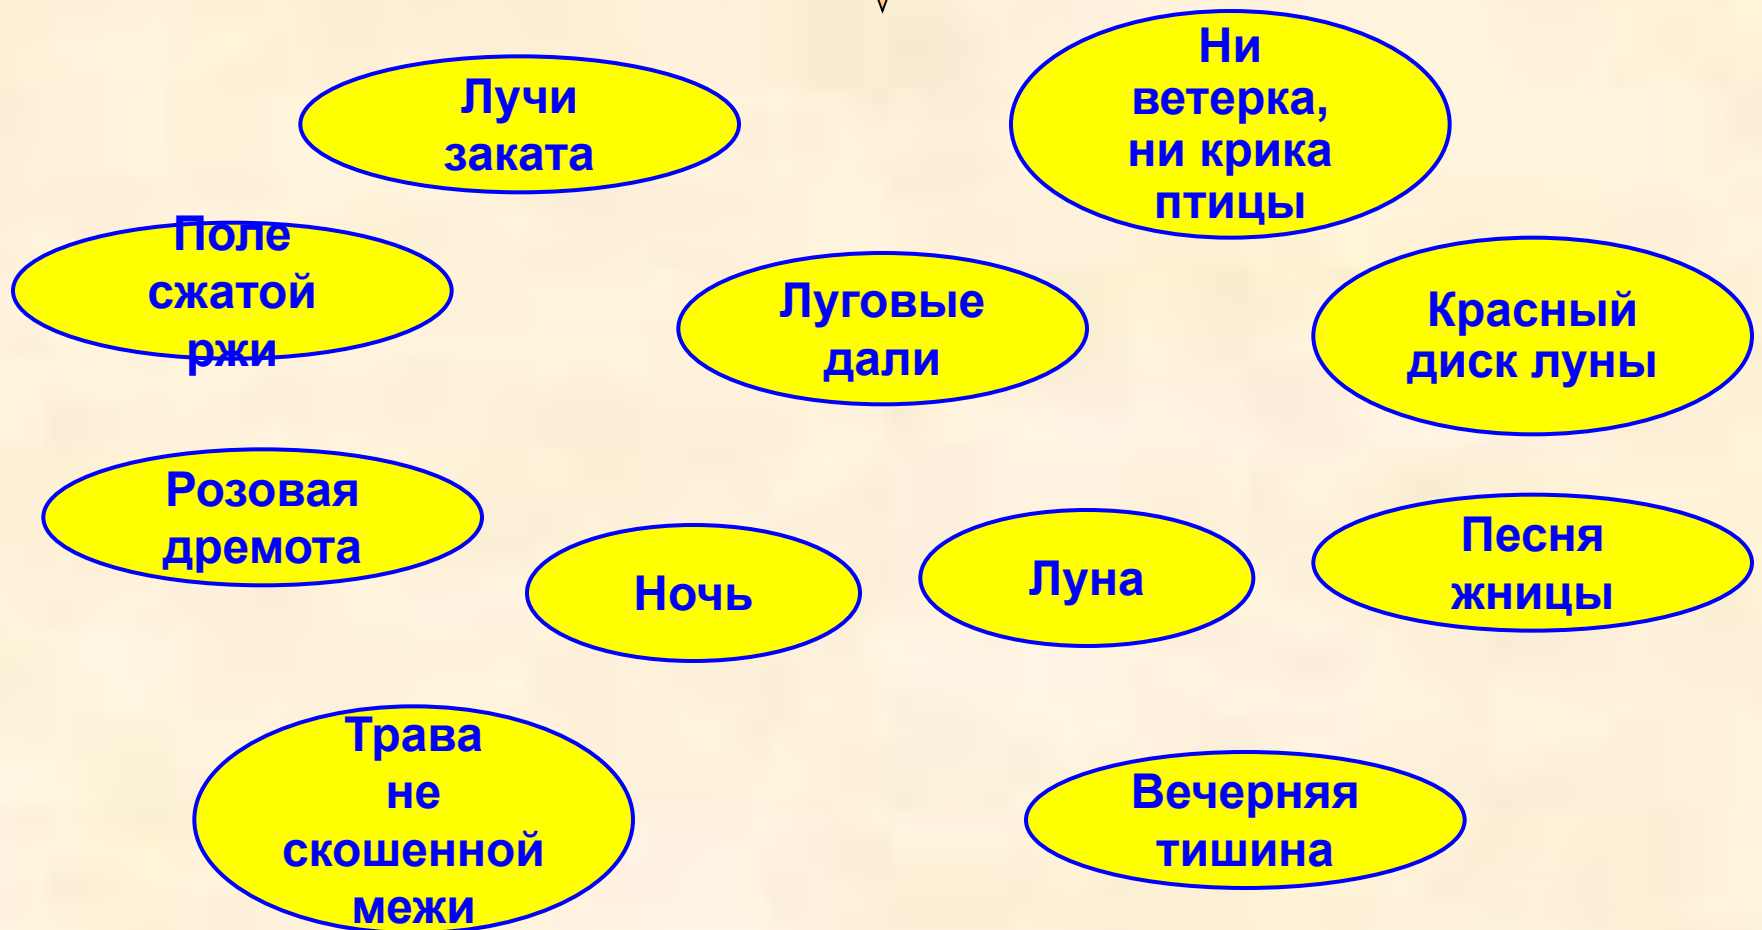 Лучи
заката
Ни
ветерка,
ни крика
птицы
Поле
сжатой
ржи
Луговые
дали
Красный
диск луны
Розовая
дремота
Ночь
Луна
Песня
жницы
Трава
не
скошенной
межи
Вечерняя
тишина